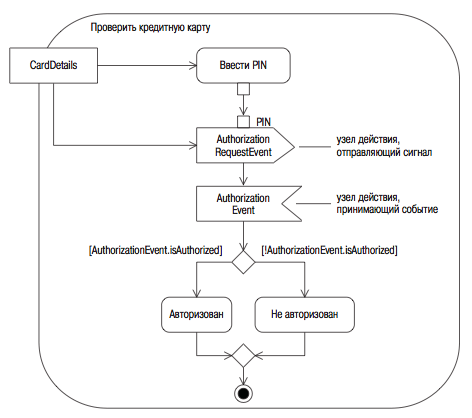 Проверить кредитную карту
CardDetails
Ввести PIN
PIN
Authorization
RequestEvent
узел действия,
отправляющий сигнал
Authorization
Event
узел действия,
принимающий событие
[AuthorizationEvent.isAuthorized]
[!AuthorizationEvent.isAuthorized]
Авторизован
Не авторизован